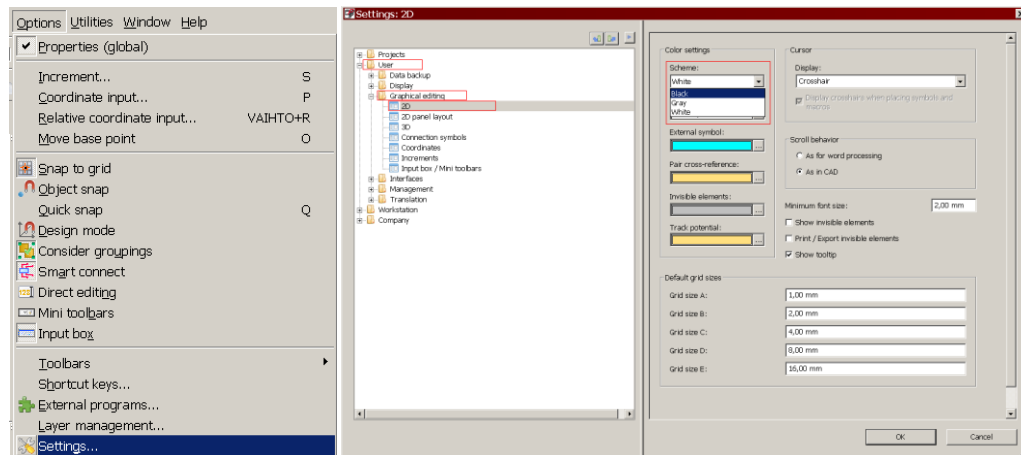 Options Utilities Window Help
Properties (global)
Increment... S
Coordinate input... P
Relative coordinate input... VAIHTO+R
Move base point O
Snap to grid
Object snap
Quick snap Q
Design mode
Consider groupings
Smart connect
Direct editing
Mini toolbars
Input box
Toolbars
Shortcut keys...
External programs...
Layer management...
Settings...
Settings: 2D
Projects
User
Data backup
Display
Graphical editing
2D
2D panel layout
3D
Connection symbols
Coordinates
Increments
Input box / Mini toolbars
Interfaces
Management
Translation
Workstation
Company
Color settings
Scheme:
White
Black
Gray
White
External symbol:
...
Pair cross-reference:
...
Invisible elements:
...
Track potential:
...
Cursor
Display:
Crosshair
Display crosshairs when placing symbols and
macros
Scroll behavior
As for word processing
As in CAD
Minimum font size: 2,00 mm
Show invisible elements
Print / Export invisible elements
Show tooltip
Default grid sizes
Grid size A: 1,00 mm
Grid size B: 2,00 mm
Grid size C: 4,00 mm
Grid size D: 8,00 mm
Grid size E: 16,00 mm
OK Cancel